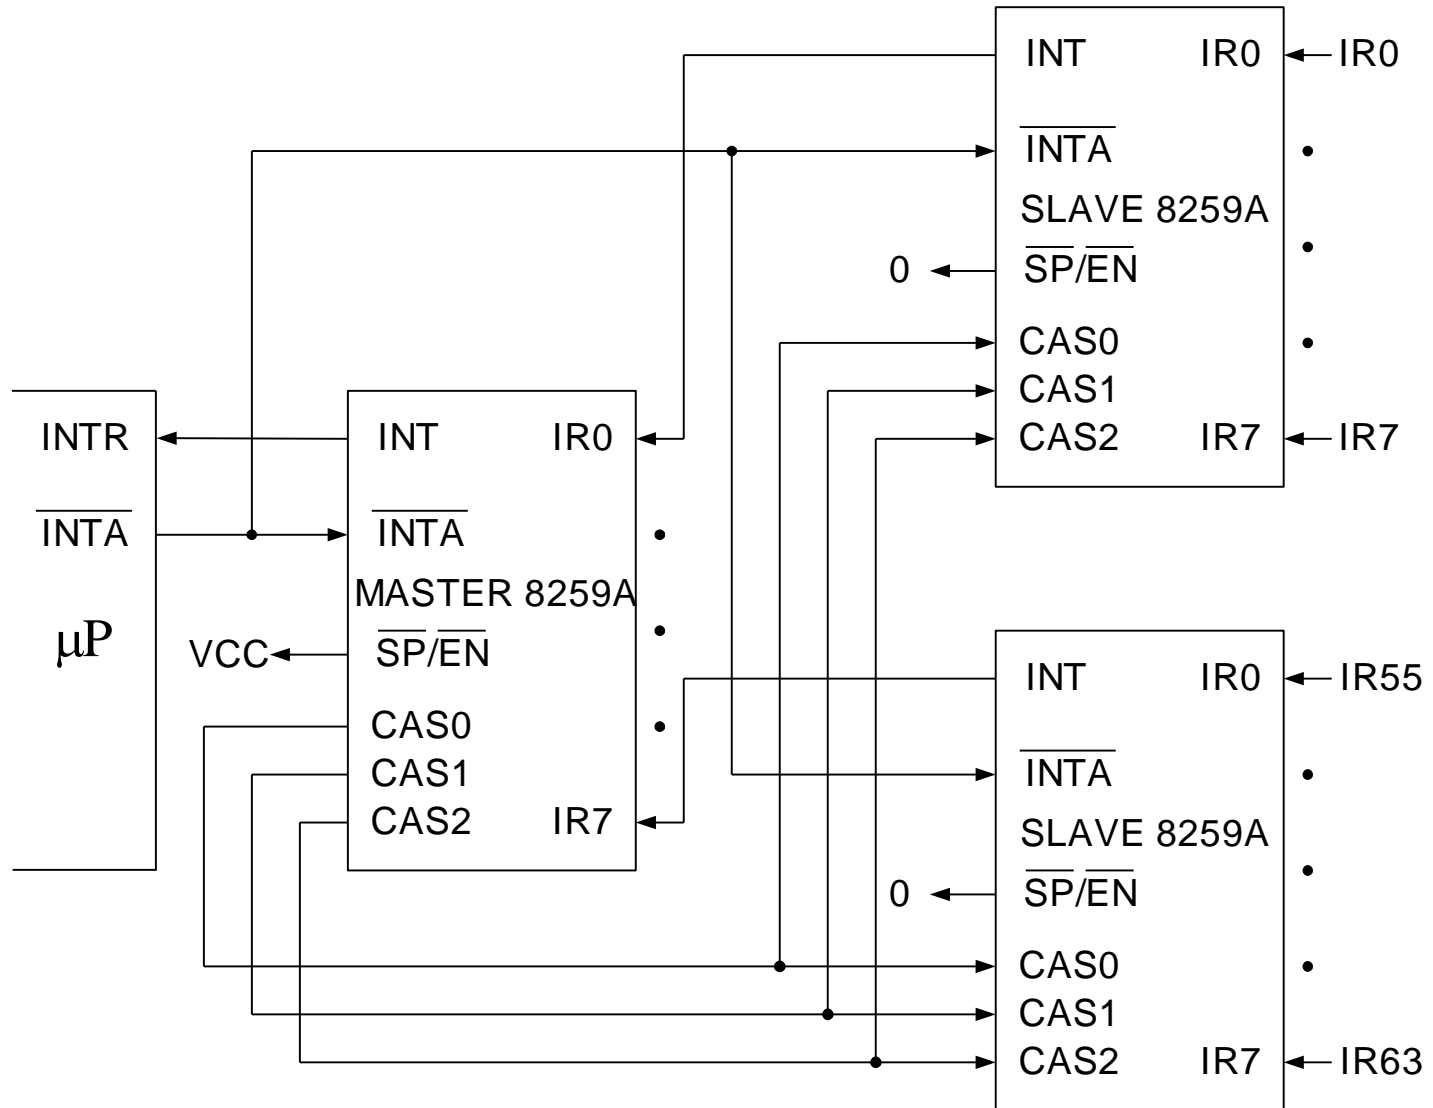 INT IR0 IR0
INTA
SLAVE 8259A
0 SP/EN
CAS0
CAS1
CAS2 IR7 IR7
INTR
INTA
μP
INT IR0
INTA
MASTER 8259A
VCC SP/EN
CAS0
CAS1
CAS2 IR7
INT IR0 IR55
INTA
SLAVE 8259A
0 SP/EN
CAS0
CAS1
CAS2 IR7 IR63